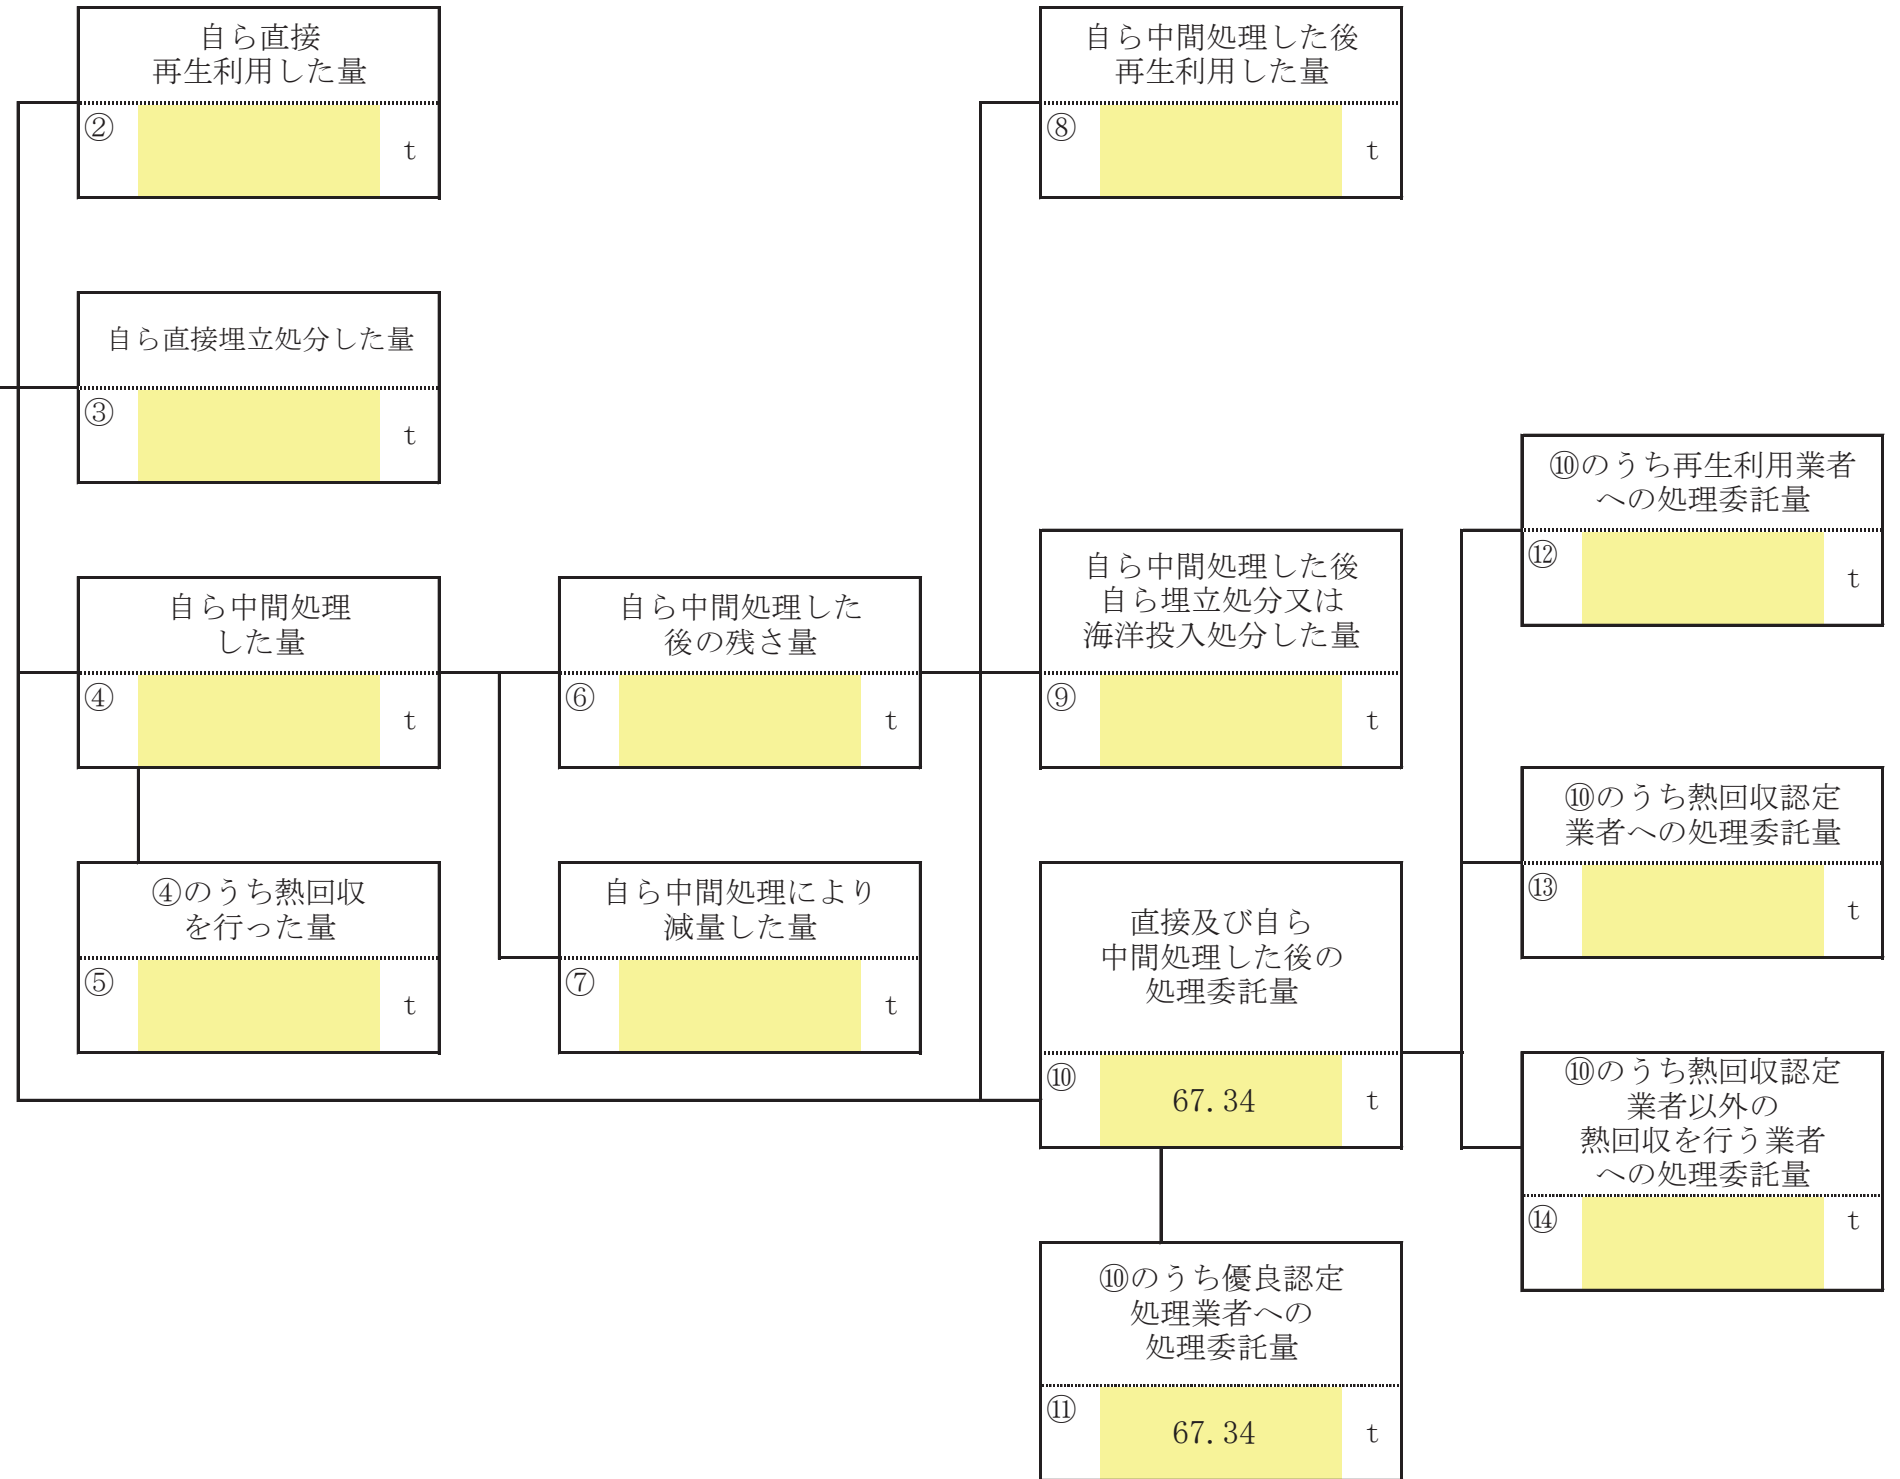 自ら直接
再生利用した量
②
t
自ら中間処理した後
再生利用した量
⑧
t
自ら直接埋立処分した量
③
t
⑩のうち再生利用業者
への処理委託量
⑫
t
自ら中間処理
した量
④
t
自ら中間処理した
後の残さ量
⑥
t
自ら中間処理した後
自ら埋立処分又は
海洋投入処分した量
⑨
t
⑩のうち熱回収認定
業者への処理委託量
⑬
t
④のうち熱回収
を行った量
⑤
t
自ら中間処理により
減量した量
⑦
t
直接及び自ら
中間処理した後の
処理委託量
⑩
67.34
t
⑩のうち熱回収認定
業者以外の
熱回収を行う業者
への処理委託量
⑭
t
⑩のうち優良認定
処理業者への
処理委託量
⑪
67.34
t